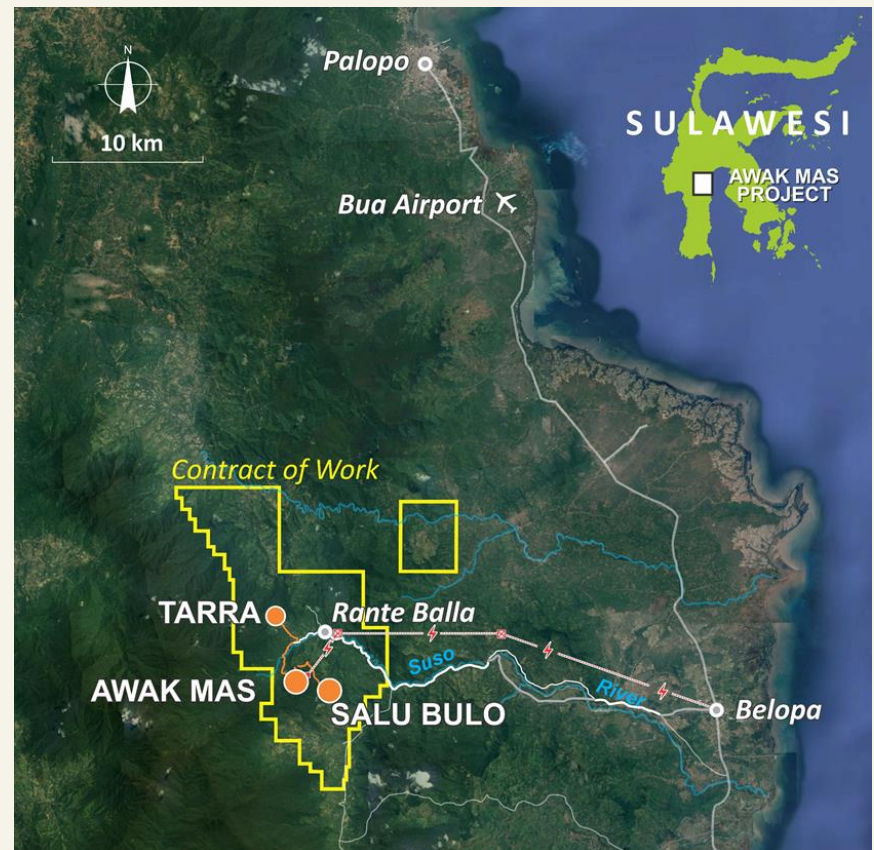 N
10 km
Palopo
Bua Airport
SULAWESI
AWAK MAS
PROJECT
Contract of Work
TARRA
Rante Balla
AWAK MAS
SALU BULO
Suso
River
Belopa